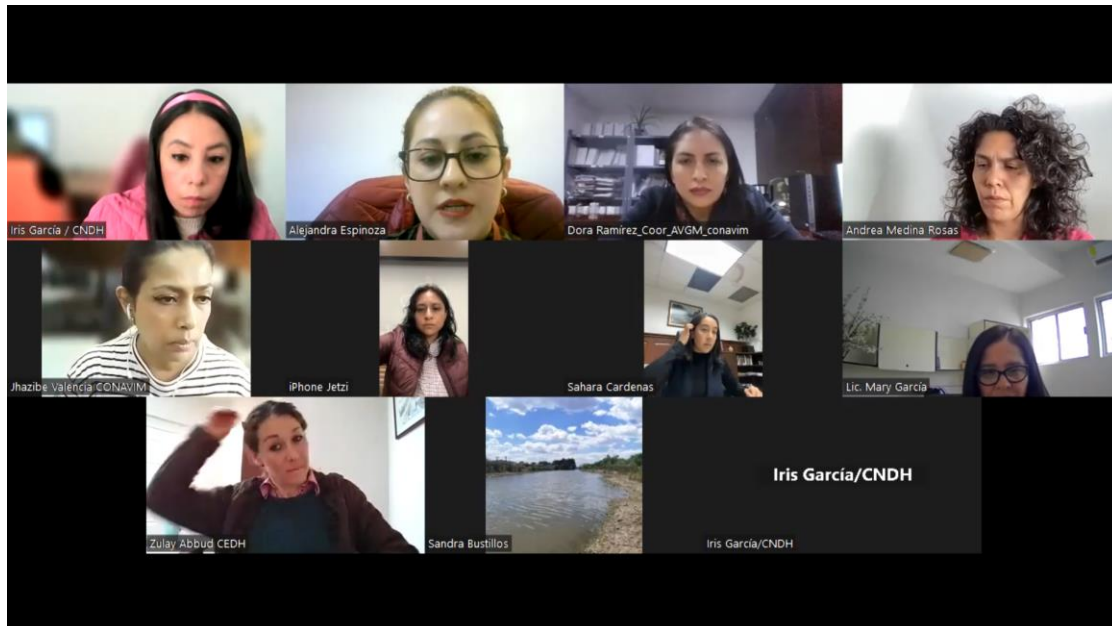 Iris García / CNDH
Alejandra Espinoza
Dora Ramírez_Coor_AVGM_conavim
Andrea Medina Rosas
Jhazibe Valencia CONAVIM
iPhone Jetzi
Sahara Cardenas
Lic. Mary García
Zulay Abbud CEDH
Sandra Bustillos
Iris García/CNDH
Iris García/CNDH